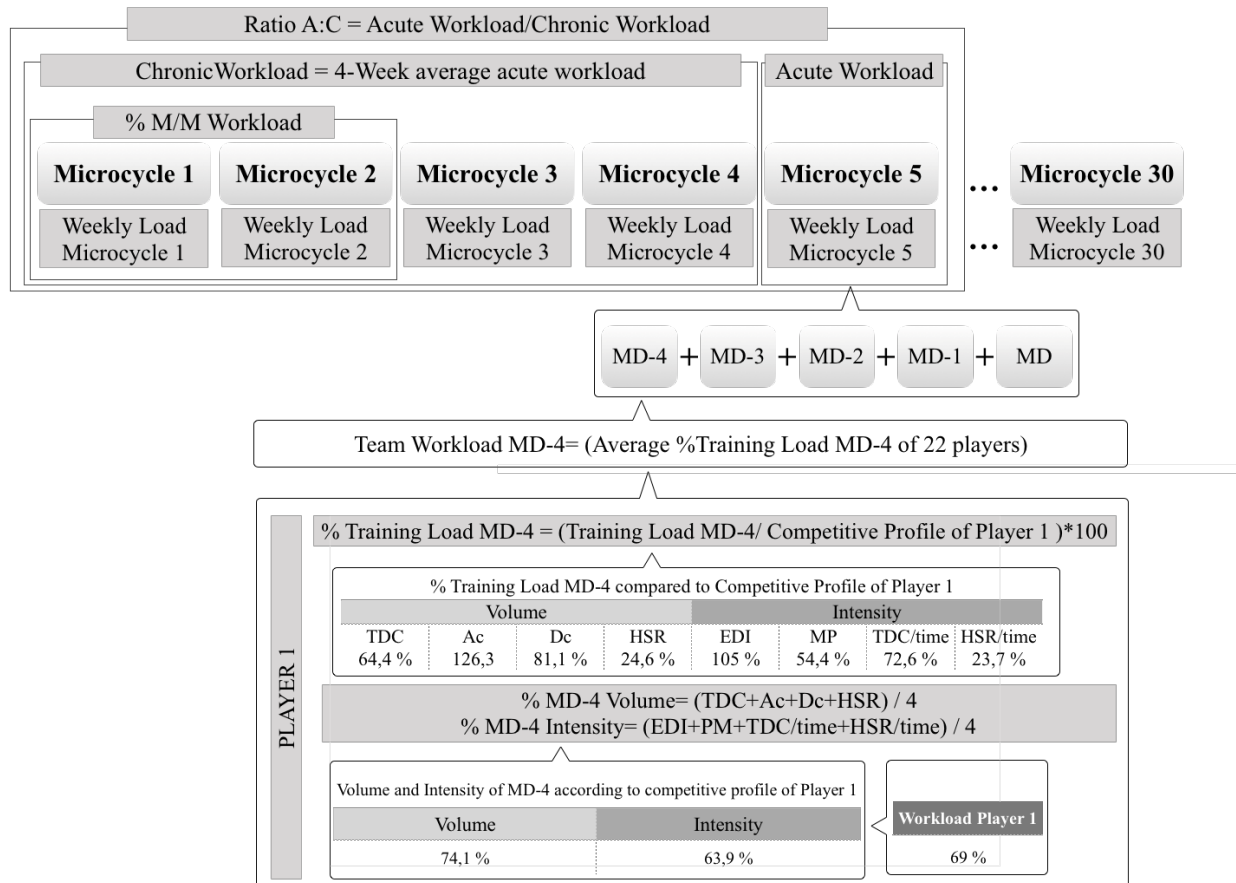 Ratio A:C = Acute Workload/Chronic Workload
ChronicWorkload = 4-Week average acute workload
Acute Workload
% M/M Workload
Microcycle 1
Microcycle 2
Microcycle 3
Microcycle 4
Microcycle 5
...
Microcycle 30
Weekly Load
Microcycle 1
Weekly Load
Microcycle 2
Weekly Load
Microcycle 3
Weekly Load
Microcycle 4
Weekly Load
Microcycle 5
...
Weekly Load
Microcycle 30
MD-4 + MD-3 + MD-2 + MD-1 + MD
Team Workload MD-4= (Average %Training Load MD-4 of 22 players)
PLAYER 1
% Training Load MD-4 = (Training Load MD-4/ Competitive Profile of Player 1 )*100
% Training Load MD-4 compared to Competitive Profile of Player 1
Volume Intensity
TDC Ac Dc HSR EDI MP TDC/time HSR/time
64,4 % 126,3 81,1 % 24,6 % 105 % 54,4 % 72,6 % 23,7 %
% MD-4 Volume= (TDC+Ac+Dc+HSR) / 4
% MD-4 Intensity= (EDI+PM+TDC/time+HSR/time) / 4
Volume and Intensity of MD-4 according to competitive profile of Player 1
Volume Intensity
74,1 % 63,9 %
Workload Player 1
69 %